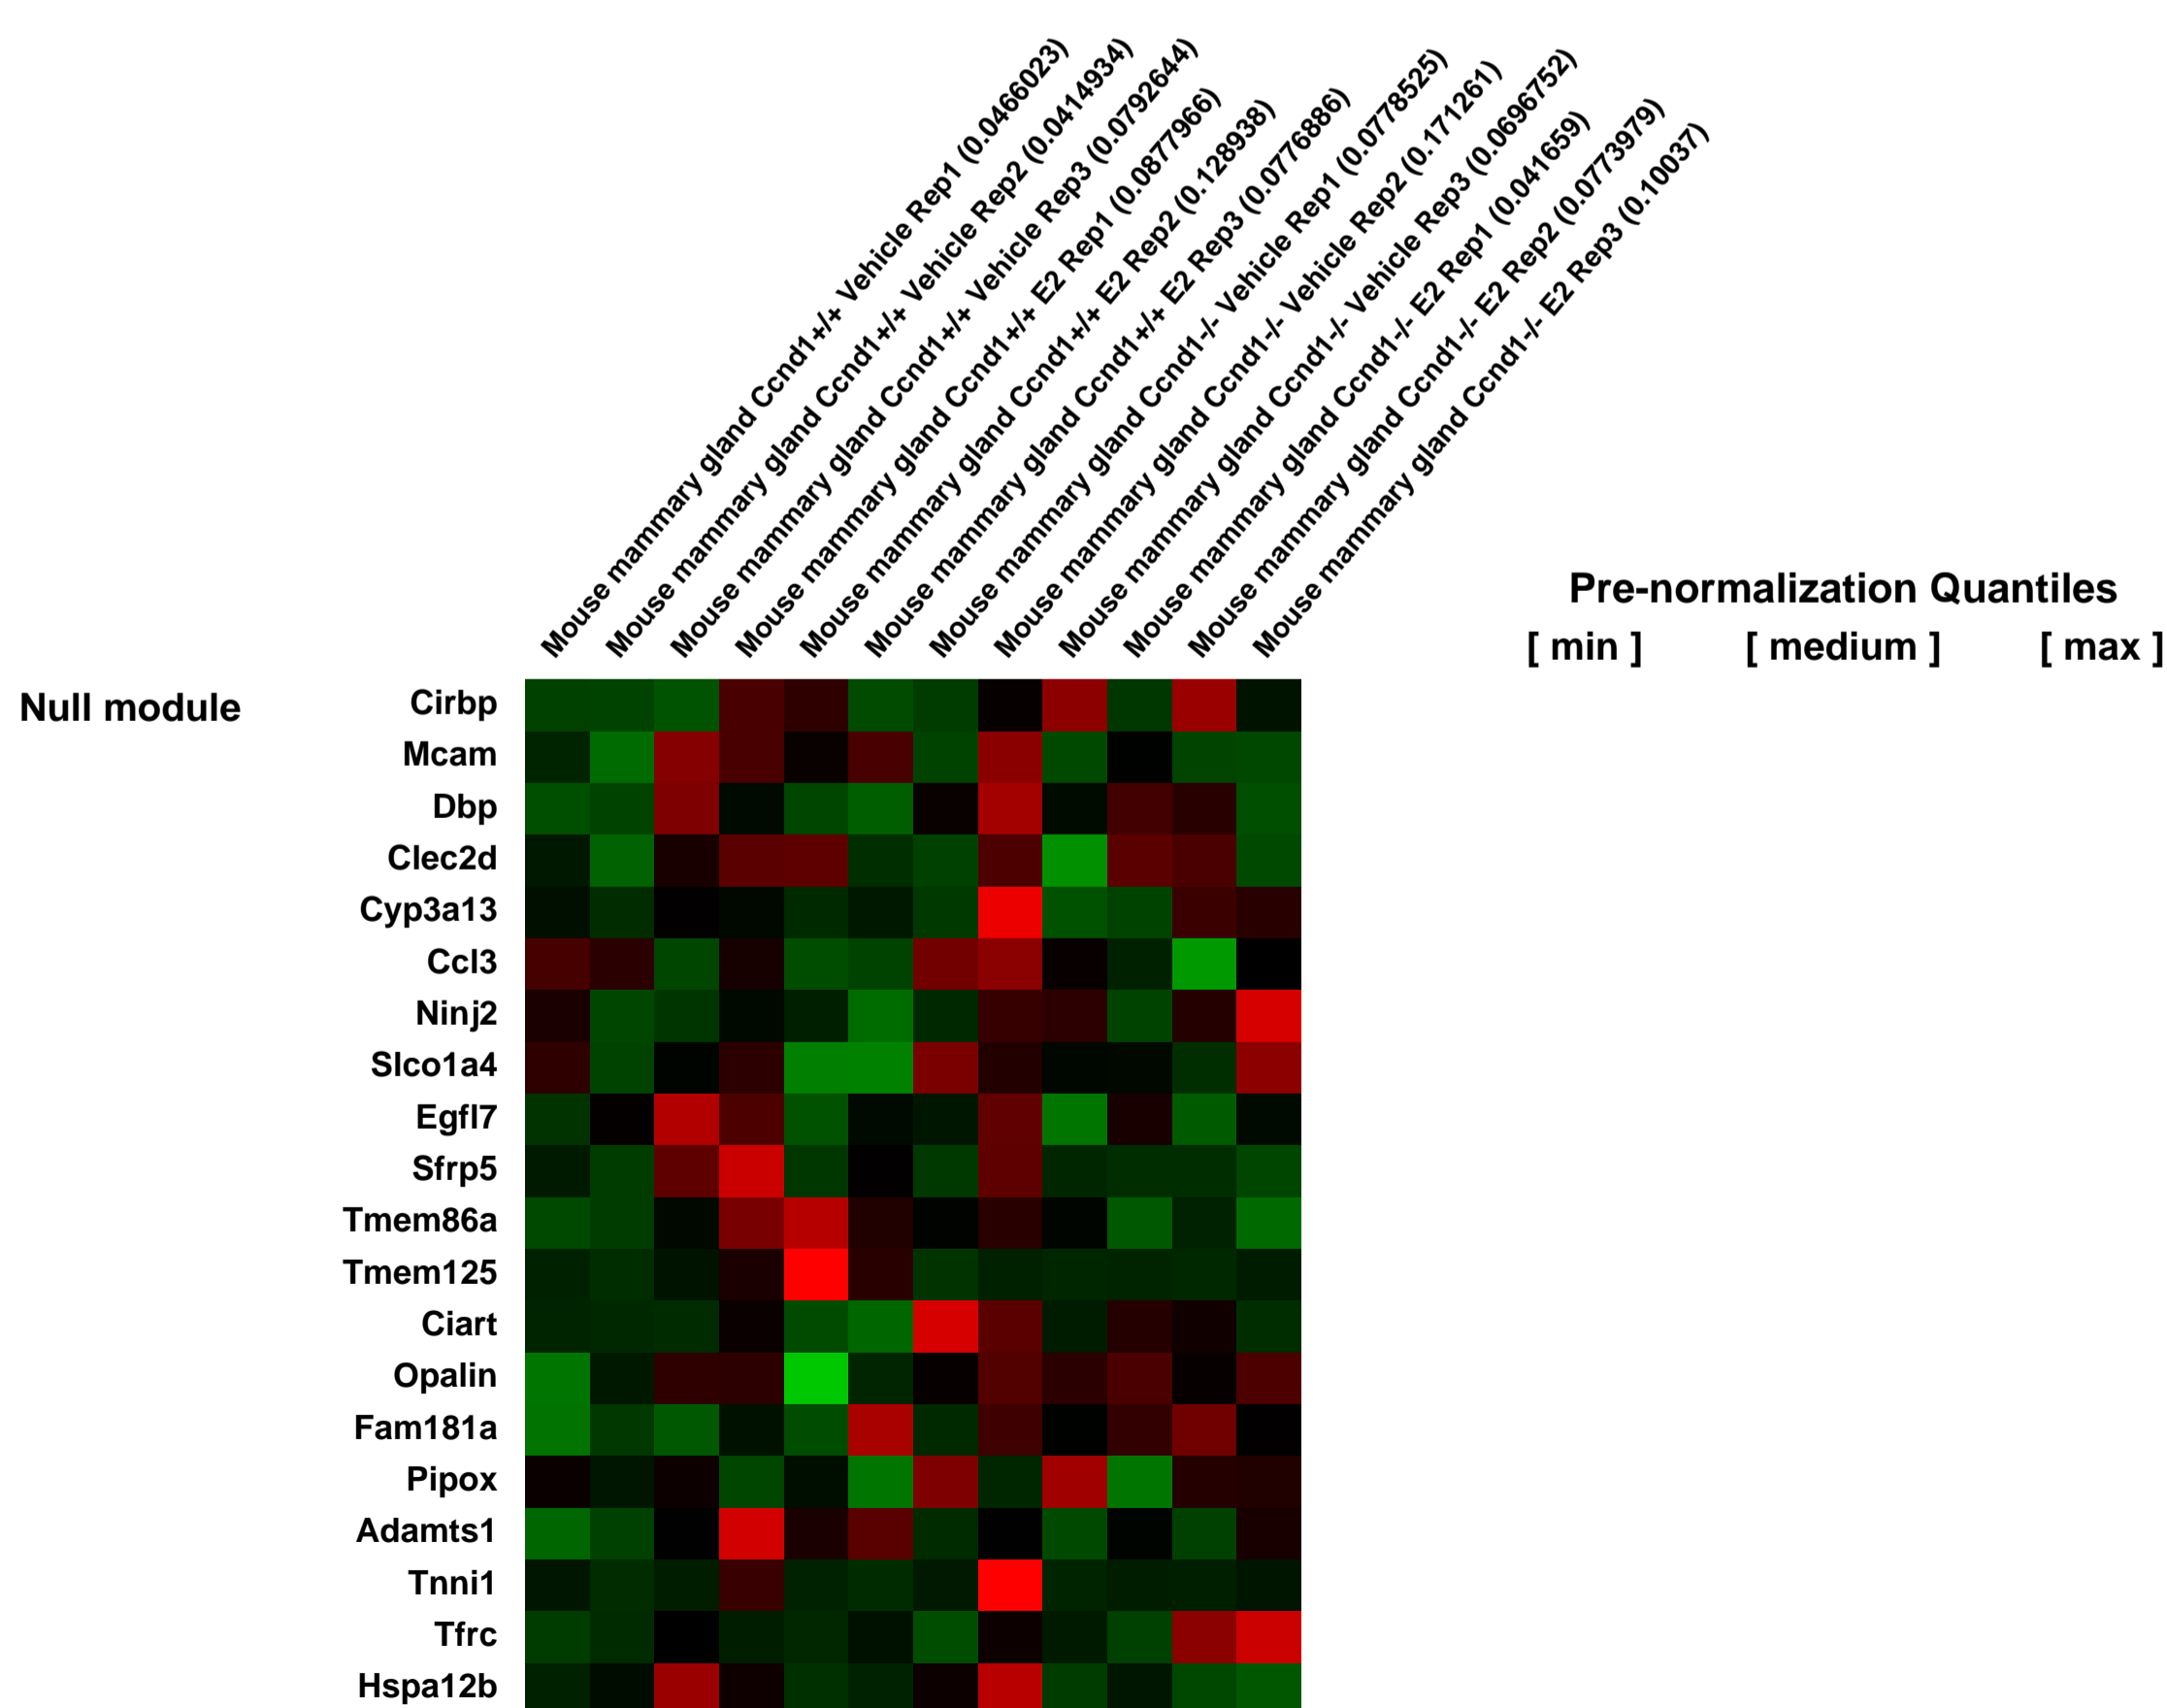 Mouse mammary gland Ccnd1+/+ Vehicle Rep1 (0.0466023)
Mouse mammary gland Ccnd1+/+ Vehicle Rep2 (0.0414934)
Mouse mammary gland Ccnd1+/+ Vehicle Rep3 (0.0792644)
Mouse mammary gland Ccnd1+/+ E2 Rep1 (0.0877966)
Mouse mammary gland Ccnd1+/+ E2 Rep2 (0.128938)
Mouse mammary gland Ccnd1+/+ E2 Rep3 (0.0776886)
Mouse mammary gland Ccnd1-/- Vehicle Rep1 (0.0778525)
Mouse mammary gland Ccnd1-/- Vehicle Rep2 (0.171261)
Mouse mammary gland Ccnd1-/- Vehicle Rep3 (0.0696752)
Mouse mammary gland Ccnd1-/- E2 Rep1 (0.041659)
Mouse mammary gland Ccnd1-/- E2 Rep2 (0.0773979)
Mouse mammary gland Ccnd1-/- E2 Rep3 (0.10037)
Pre-normalization Quantiles
[ min ] [ medium ] [ max ]
Null module
Cirbp
Mcam
Dbp
Clec2d
Cyp3a13
Ccl3
Ninj2
Slco1a4
Egfl7
Sfrp5
Tmem86a
Tmem125
Ciart
Opalin
Fam181a
Pipox
Adamts1
Tnni1
Tfrc
Hspa12b